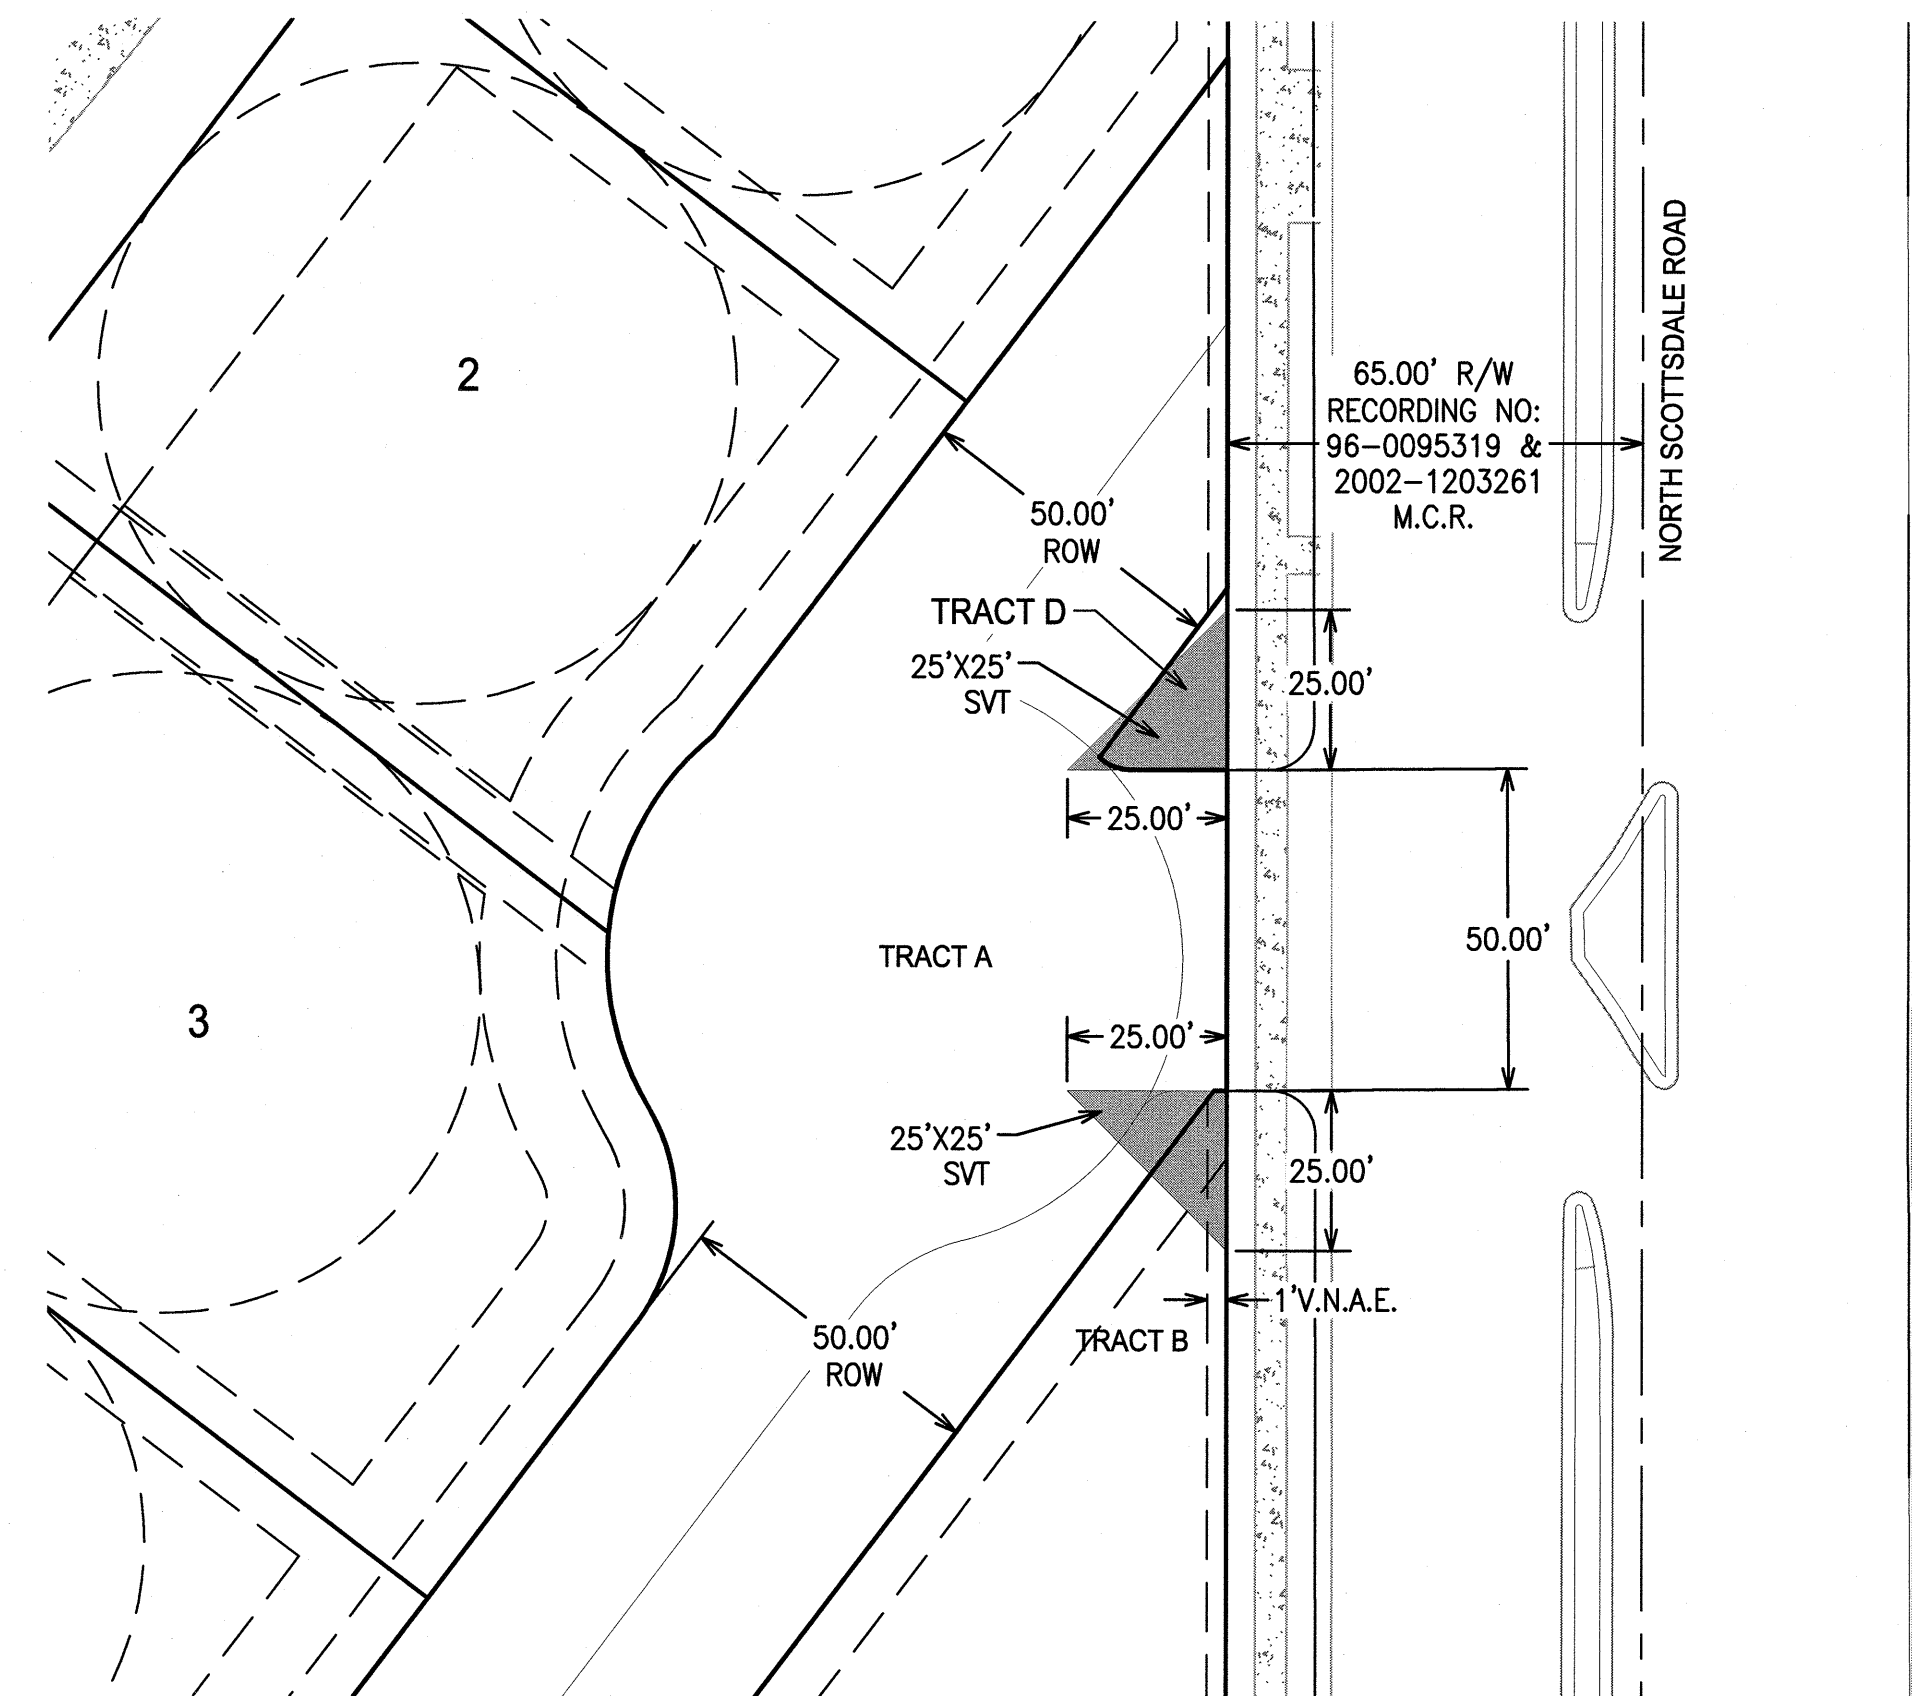 2
65.00' R/W
RECORDING NO:
96-0095319 &
2002-1203261
M.C.R.
NORTH SCOTTSDALE ROAD
50.00'
ROW
TRACT D
25'X25'
SVT
25.00'
25.00'
50.00'
TRACT A
3
25.00'
25'X25'
SVT
25.00'
1'V.N.A.E.
TRACT B
50.00'
ROW